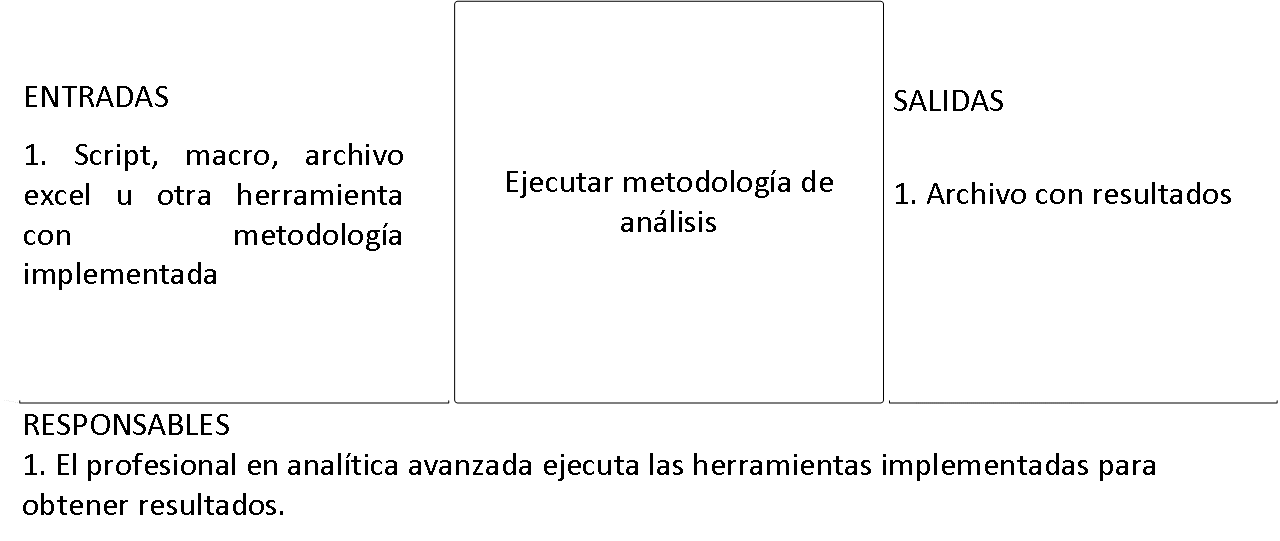 ENTRADAS
1. Script, macro, archivo
excel u otra herramienta
con metodología
implementada
Ejecutar metodología de
análisis
SALIDAS
1. Archivo con resultados
RESPONSABLES
1. El profesional en analítica avanzada ejecuta las herramientas implementadas para
obtener resultados.